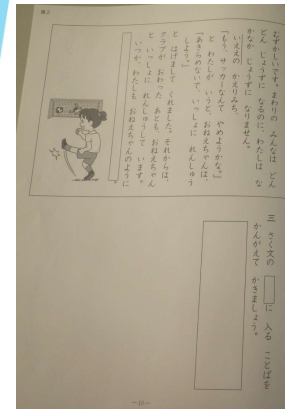 むずかしいです。まわりの みんなは どん
どん じょうずに なるのに、わたしは な
かなか じょうずに なりません。
いえの かえりみち、
「もう、サッカーなんて やめようかな。」
と わたしが いうと、おねえちゃんは、
「あきらめないで、いっしょに れんしゅう
しよう。」
と はげまして くれました。それからは、
クラブが おわった あとも、おねえちゃん
と いっしょに れんしゅうして います。
いつか、わたしも おねえちゃんのように
三 さく文の に 入る ことばを
かんがえて かきましょう。
—10—